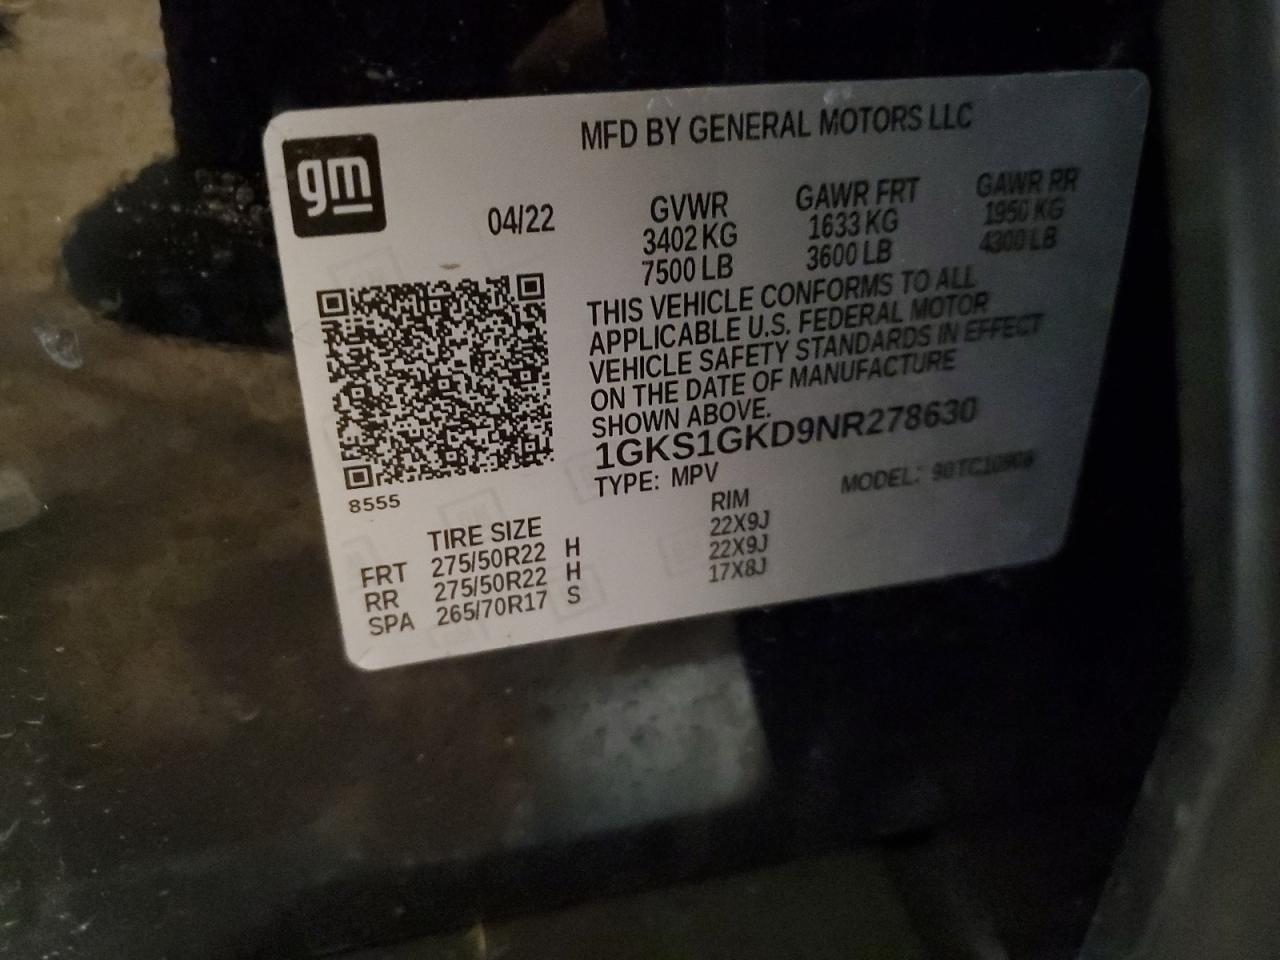 gm
MFD BY GENERAL MOTORS LLC
04/22
GVWR GAWR FRT GAWR RR
3402 KG 1633 KG 1950 KG
7500 LB 3600 LB 4300 LB
THIS VEHICLE CONFORMS TO ALL
APPLICABLE U.S. FEDERAL MOTOR
VEHICLE SAFETY STANDARDS IN EFFECT
ON THE DATE OF MANUFACTURE
SHOWN ABOVE.
1GKS1GKD9NR278630
TYPE: MPV MODEL:
8555
TIRE SIZE RIM
FRT 275/50R22 H 22X9J
RR 275/50R22 H 22X9J
SPA 265/70R17 S 17X8J